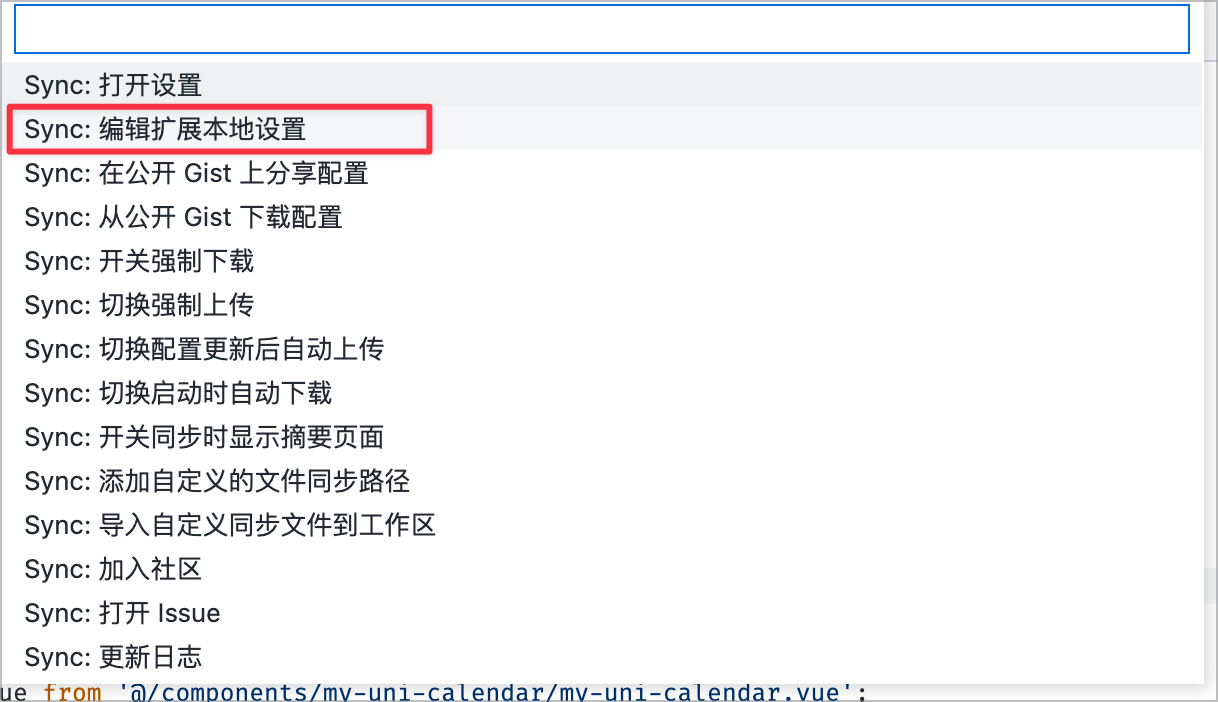 Sync: 打开设置
Sync: 编辑扩展本地设置
Sync: 在公开 Gist 上分享配置
Sync: 从公开 Gist 下载配置
Sync: 开关强制下载
Sync: 切换强制上传
Sync: 切换配置更新后自动上传
Sync: 切换启动时自动下载
Sync: 开关同步时显示摘要页面
Sync: 添加自定义的文件同步路径
Sync: 导入自定义同步文件到工作区
Sync: 加入社区
Sync: 打开 Issue
Sync: 更新日志
ue from '@/components/my-uni-calendar/my-uni-calendar.vue';